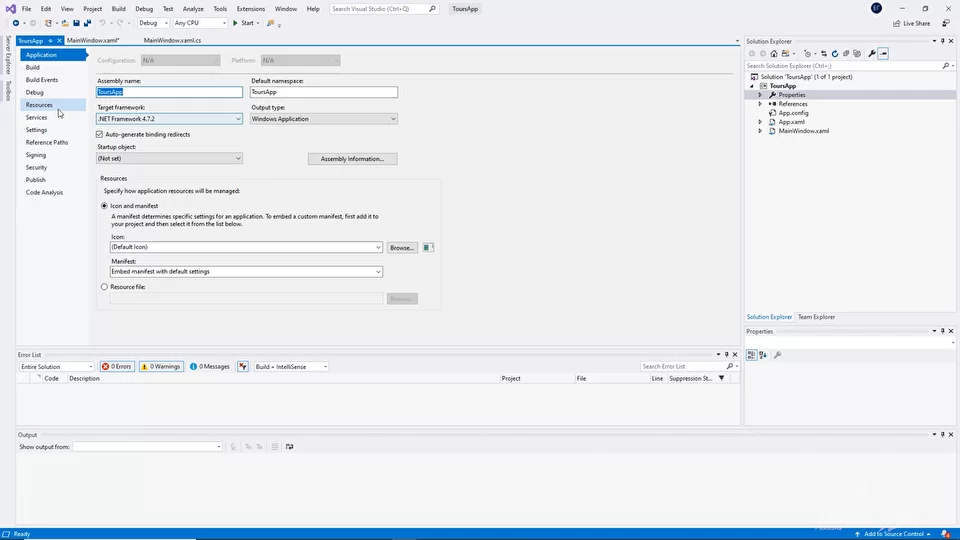 File Edit View Project Build Debug Test Analyze Tools Extensions Window Help Search Visual Studio (Ctrl+Q) ToursApp
Debug Any CPU Start Live Share
ToursApp MainWindow.xaml* MainWindow.xaml.cs
Server Explorer
Toolbox
Application
Build
Build Events
Debug
Resources
Services
Settings
Reference Paths
Signing
Security
Publish
Code Analysis
Configuration: N/A Platform: N/A
Assembly name: Default namespace:
ToursApp ToursApp
Target framework: Output type:
.NET Framework 4.7.2 Windows Application
Auto-generate binding redirects
Startup object:
(Not set) Assembly Information...
Resources
Specify how application resources will be managed:
Icon and manifest
A manifest determines specific settings for an application. To embed a custom manifest, first add it to
your project and then select it from the list below.
Icon:
(Default Icon) Browse...
Manifest:
Embed manifest with default settings
Resource file:
Browse...
Solution Explorer
Search Solution Explorer (Ctrl+;)
Solution 'ToursApp' (1 of 1 project)
ToursApp
Properties
References
App.config
App.xaml
MainWindow.xaml
Solution Explorer Team Explorer
Properties
Error List
Entire Solution 0 Errors 0 Warnings 0 Messages Build + IntelliSense Search Error List
Code Description Project File Line Suppression St...
Output
Show output from:
Ready Add to Source Control